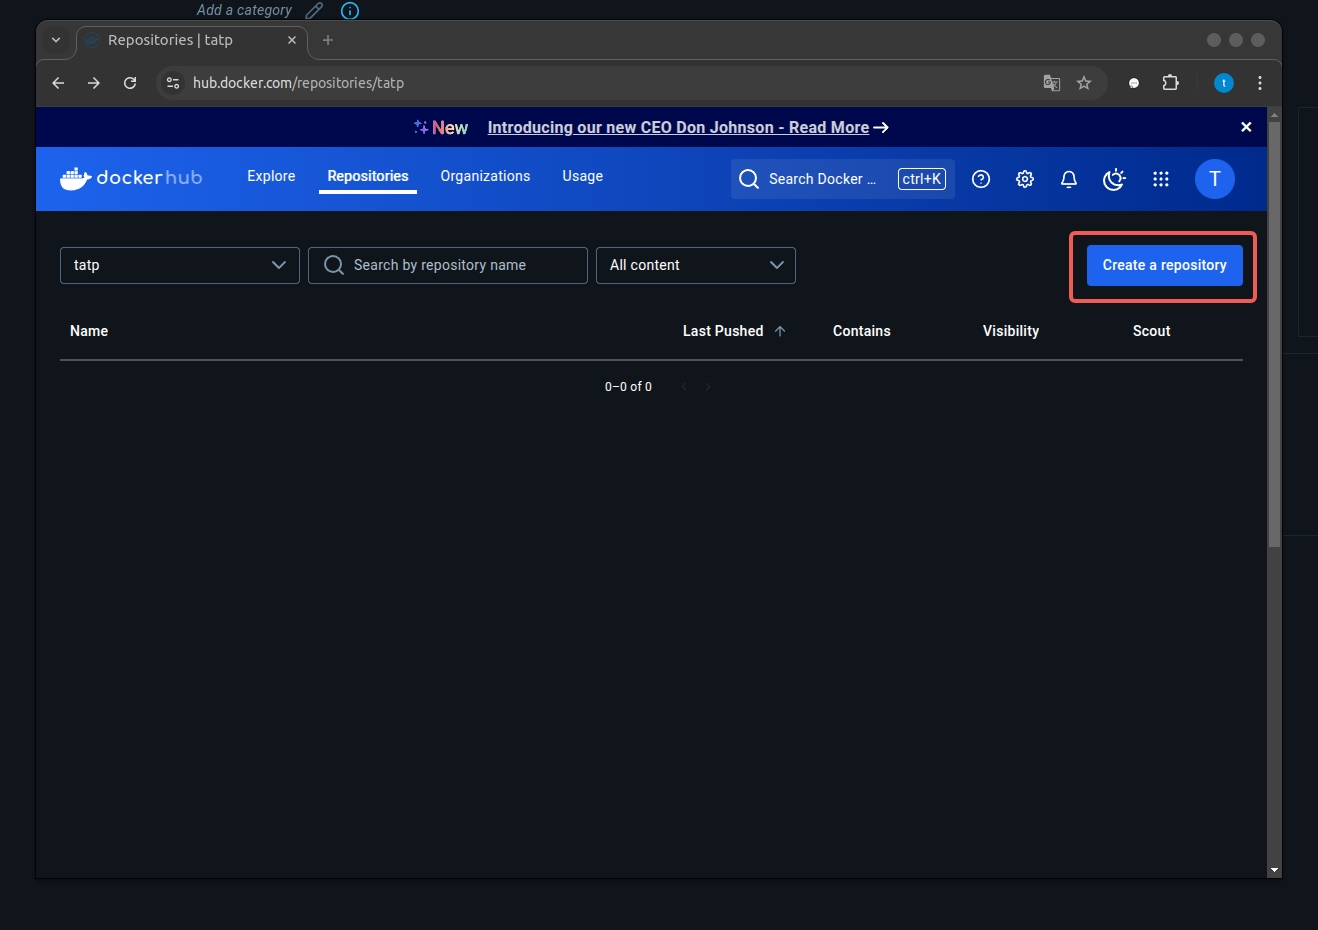 Add a category
Repositories | tatp
hub.docker.com/repositories/tatp
t
New Introducing our new CEO Don Johnson - Read More
dockerhub Explore Repositories Organizations Usage Search Docker ... ctrl+K T
tatp Search by repository name All content Create a repository
Name Last Pushed Contains Visibility Scout
0–0 of 0